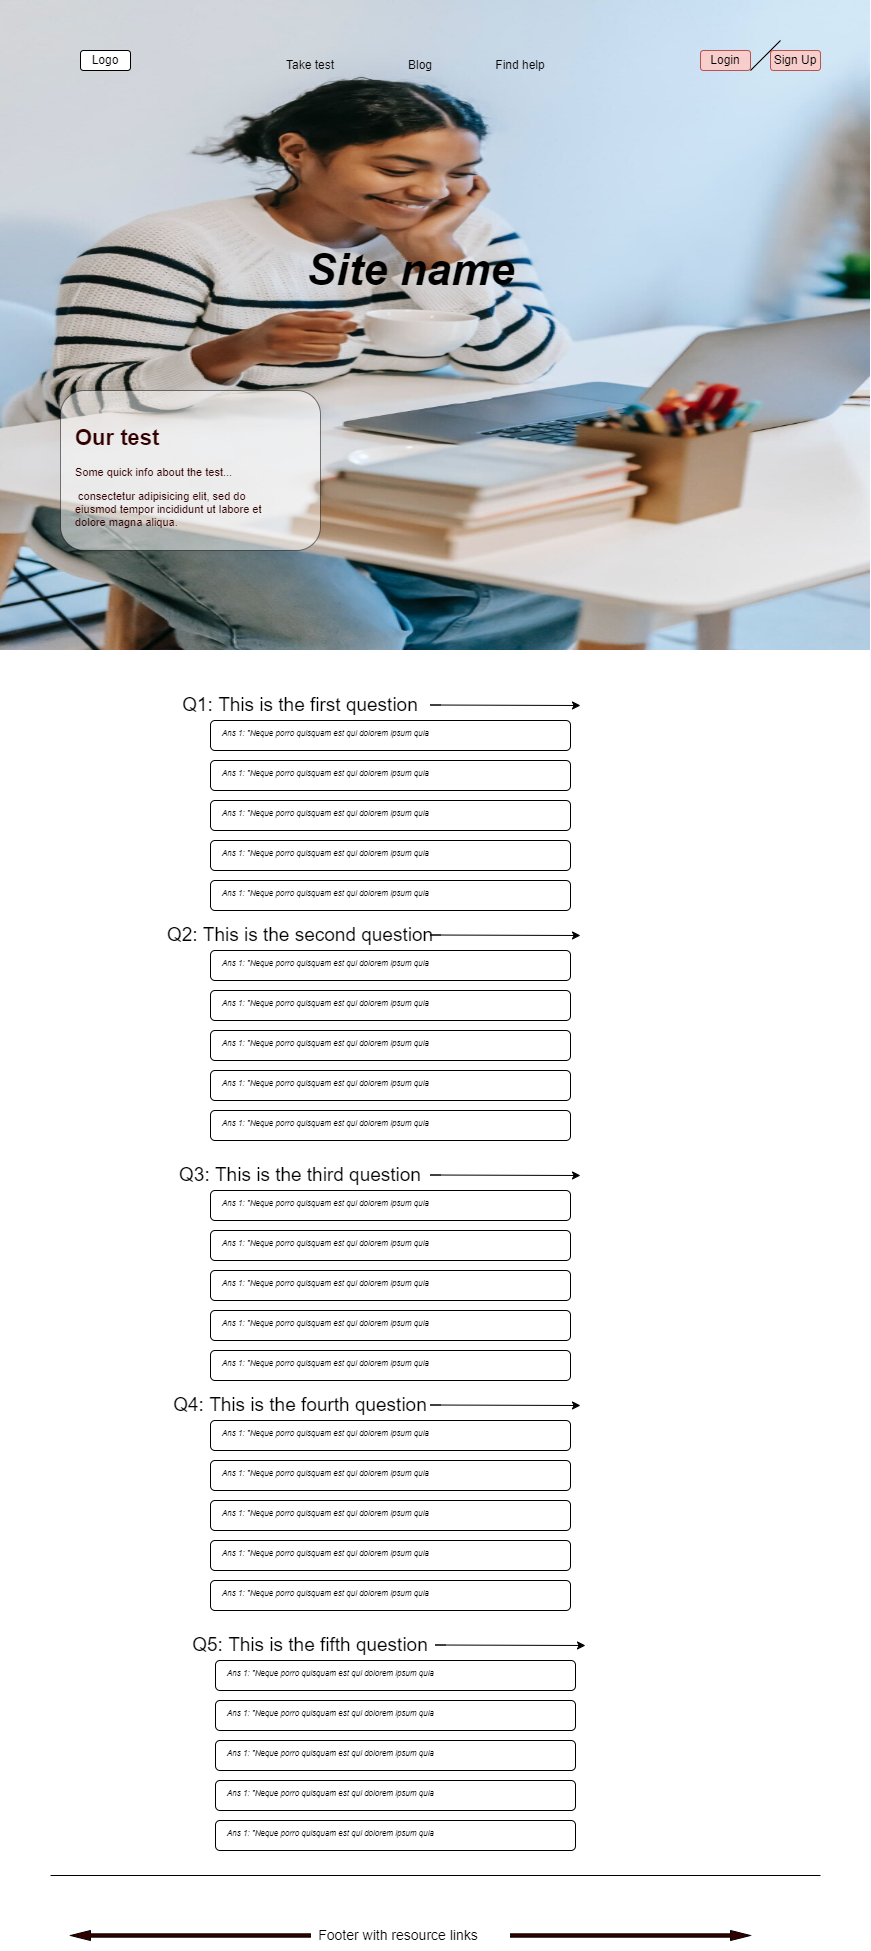 Logo
Take test
Blog
Find help
Login
Sign Up
Site name
Our test
Some quick info about the test...
consectetur adipisicing elit, sed do
eiusmod tempor incididunt ut labore et
dolore magna aliqua.
Q1: This is the first question
Ans 1: "Neque porro quisquam est qui dolorem ipsum quia
Ans 1: "Neque porro quisquam est qui dolorem ipsum quia
Ans 1: "Neque porro quisquam est qui dolorem ipsum quia
Ans 1: "Neque porro quisquam est qui dolorem ipsum quia
Ans 1: "Neque porro quisquam est qui dolorem ipsum quia
Q2: This is the second question
Ans 1: "Neque porro quisquam est qui dolorem ipsum quia
Ans 1: "Neque porro quisquam est qui dolorem ipsum quia
Ans 1: "Neque porro quisquam est qui dolorem ipsum quia
Ans 1: "Neque porro quisquam est qui dolorem ipsum quia
Ans 1: "Neque porro quisquam est qui dolorem ipsum quia
Q3: This is the third question
Ans 1: "Neque porro quisquam est qui dolorem ipsum quia
Ans 1: "Neque porro quisquam est qui dolorem ipsum quia
Ans 1: "Neque porro quisquam est qui dolorem ipsum quia
Ans 1: "Neque porro quisquam est qui dolorem ipsum quia
Ans 1: "Neque porro quisquam est qui dolorem ipsum quia
Q4: This is the fourth question
Ans 1: "Neque porro quisquam est qui dolorem ipsum quia
Ans 1: "Neque porro quisquam est qui dolorem ipsum quia
Ans 1: "Neque porro quisquam est qui dolorem ipsum quia
Ans 1: "Neque porro quisquam est qui dolorem ipsum quia
Ans 1: "Neque porro quisquam est qui dolorem ipsum quia
Q5: This is the fifth question
Ans 1: "Neque porro quisquam est qui dolorem ipsum quia
Ans 1: "Neque porro quisquam est qui dolorem ipsum quia
Ans 1: "Neque porro quisquam est qui dolorem ipsum quia
Ans 1: "Neque porro quisquam est qui dolorem ipsum quia
Ans 1: "Neque porro quisquam est qui dolorem ipsum quia
Footer with resource links